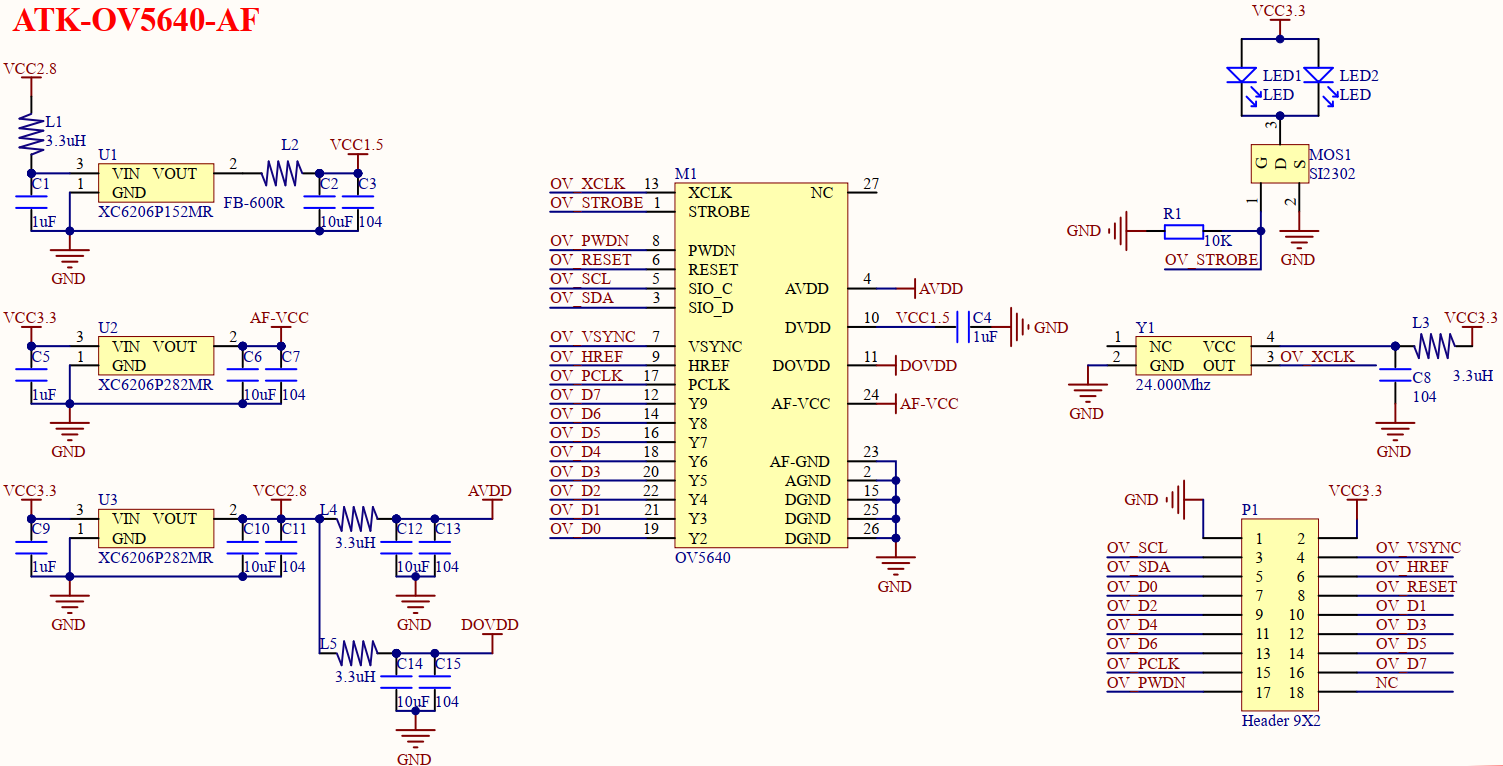 ATK-OV5640-AF
VCC2.8
L1
3.3uH
U1
3 VIN VOUT 2
1 GND
XC6206P152MR
C1
1uF
L2
FB-600R
VCC1.5
C2 C3
10uF 104
GND
VCC3.3
U2
3 VIN VOUT 2
1 GND
XC6206P282MR
C5
1uF
AF-VCC
C6 C7
10uF 104
GND
VCC3.3
U3
3 VIN VOUT 2
1 GND
XC6206P282MR
C9
1uF
VCC2.8
C10 C11
10uF 104
GND
L4
3.3uH
AVDD
C12 C13
10uF 104
GND
L5
3.3uH
DOVDD
C14 C15
10uF 104
GND
M1
OV_XCLK 13 XCLK
OV_STROBE 1 STROBE
OV_PWDN 8 PWDN
OV_RESET 6 RESET
OV_SCL 5 SIO_C
OV_SDA 3 SIO_D
OV_VSYNC 7 VSYNC
OV_HREF 9 HREF
OV_PCLK 17 PCLK
OV_D7 12 Y9
OV_D6 14 Y8
OV_D5 16 Y7
OV_D4 18 Y6
OV_D3 20 Y5
OV_D2 22 Y4
OV_D1 21 Y3
OV_D0 19 Y2
OV5640
NC 27
AVDD 4 AVDD
DVDD 10 VCC1.5 C4 GND
1uF
DOVDD 11 DOVDD
AF-VCC 24 AF-VCC
AF-GND 23
AGND 2
DGND 15
DGND 25
DGND 26
GND
VCC3.3
LED1 LED2
LED LED
3
G D S
MOS1
SI2302
1 2
GND R1
10K
OV_STROBE
GND
Y1
1 NC VCC 4
2 GND OUT 3 OV_XCLK
24.000Mhz
GND
L3 VCC3.3
3.3uH
C8
104
GND
GND VCC3.3
P1
1 2
OV_SCL 3 4 OV_VSYNC
OV_SDA 5 6 OV_HREF
OV_D0 7 8 OV_RESET
OV_D2 9 10 OV_D1
OV_D4 11 12 OV_D3
OV_D6 13 14 OV_D5
OV_PCLK 15 16 OV_D7
OV_PWDN 17 18 NC
Header 9X2